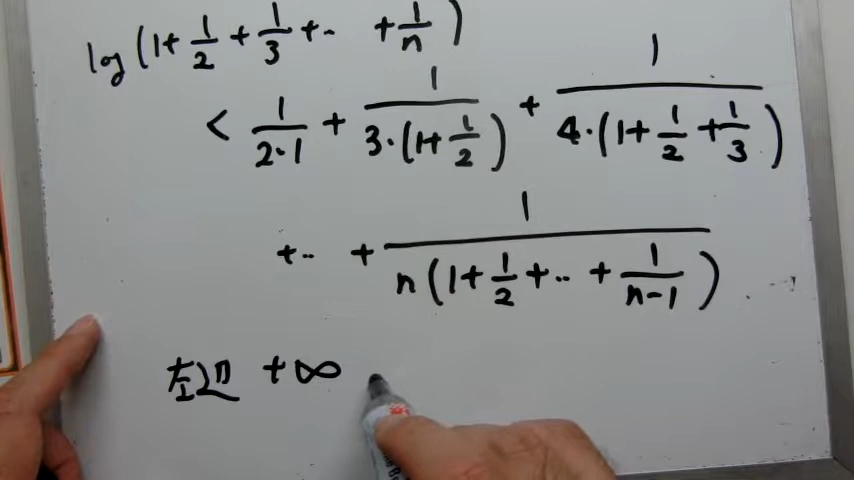 log(1+1/2+1/3+‥ +1/n)
< 1/(2・1) + 1/(3・(1+1/2)) + 1/(4・(1+1/2+1/3))
+‥ + 1/(n(1+1/2+‥+1/(n-1)))
左辺 +∞